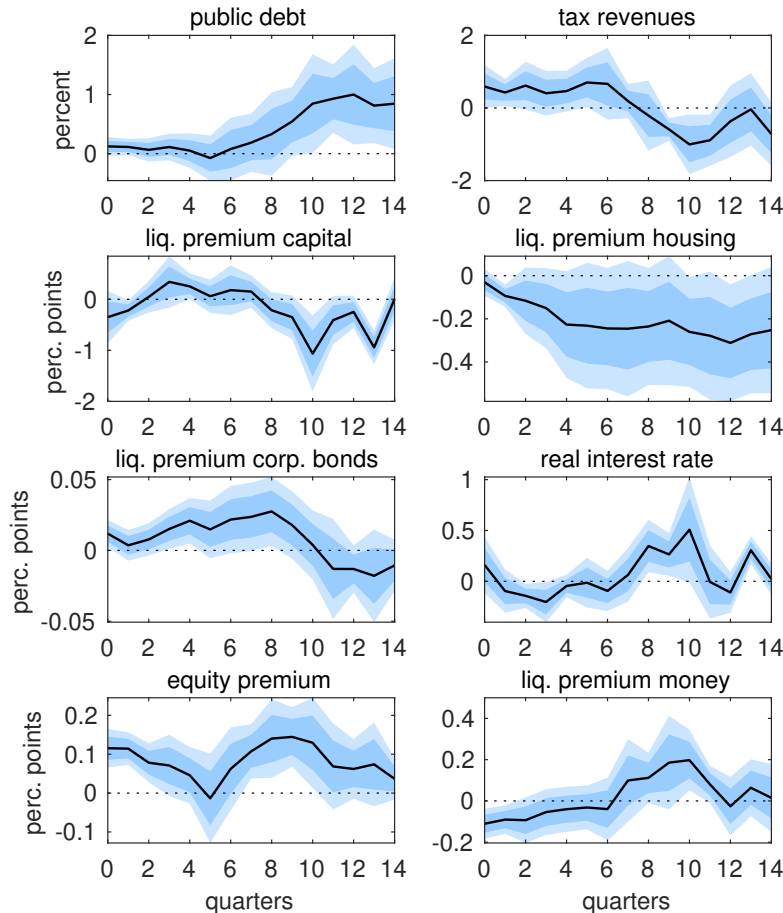 public debt
percent
2
1
0
0 2 4 6 8 10 12 14
tax revenues
2
0
-2
0 2 4 6 8 10 12 14
liq. premium capital
perc. points
0
-1
-2
0 2 4 6 8 10 12 14
liq. premium housing
0
-0.2
-0.4
0 2 4 6 8 10 12 14
liq. premium corp. bonds
perc. points
0.05
0
-0.05
0 2 4 6 8 10 12 14
real interest rate
1
0.5
0
0 2 4 6 8 10 12 14
equity premium
perc. points
0.2
0.1
0
-0.1
0 2 4 6 8 10 12 14
quarters
liq. premium money
0.4
0.2
0
-0.2
0 2 4 6 8 10 12 14
quarters